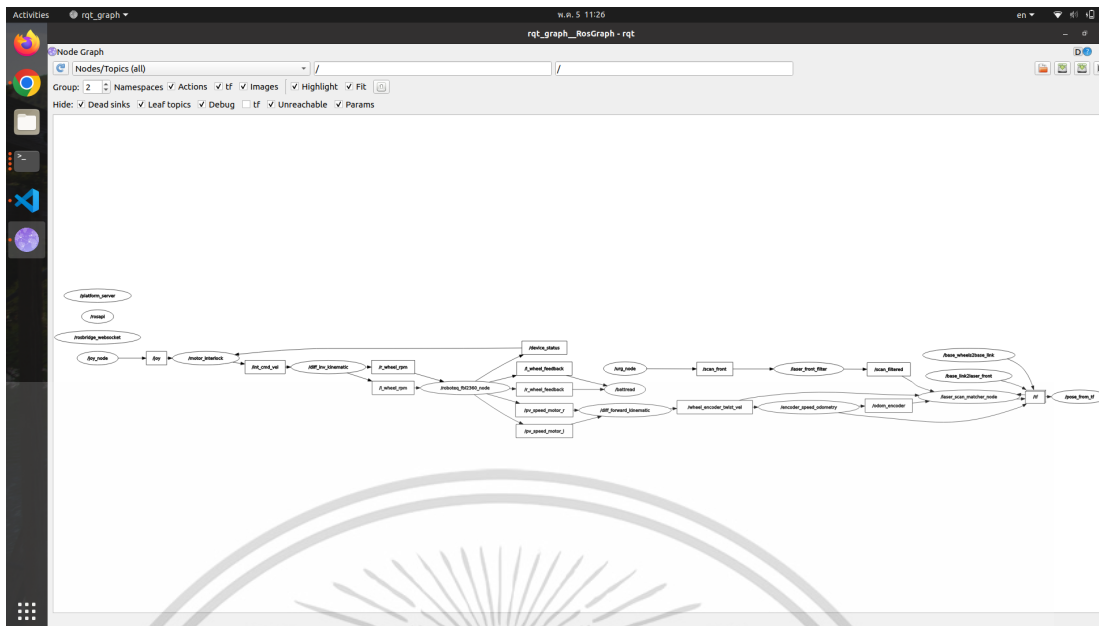 Activities
rqt_graph
พ.ค. 5 11:26
en
rqt_graph__RosGraph - rqt
Node Graph
D
Nodes/Topics (all)
/
/
Group: 2 Namespaces Actions tf Images Highlight Fit
Hide: Dead sinks Leaf topics Debug tf Unreachable Params
/platform_server
/rosapi
/rosbridge_websocket
/joy_node
/joy
/motor_interlock
/int_cmd_vel
/diff_inv_kinematic
/r_wheel_rpm
/l_wheel_rpm
/roboteq_fbl2360_node
/device_status
/l_wheel_feedback
/r_wheel_feedback
/pv_speed_motor_r
/pv_speed_motor_l
/battread
/diff_forward_kinematic
/urg_node
/scan_front
/laser_front_filter
/scan_filtered
/wheel_encoder_twist_vel
/encoder_speed_odometry
/odom_encoder
/base_wheels2base_link
/base_link2laser_front
/laser_scan_matcher_node
/tf
/pose_from_tf